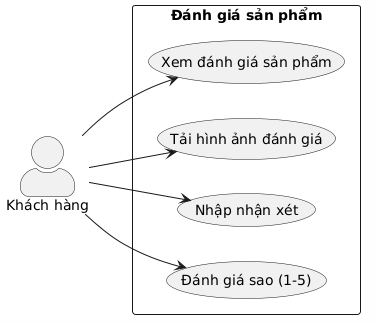 Đánh giá sản phẩm
Xem đánh giá sản phẩm
Tải hình ảnh đánh giá
Khách hàng
Nhập nhận xét
Đánh giá sao (1-5)